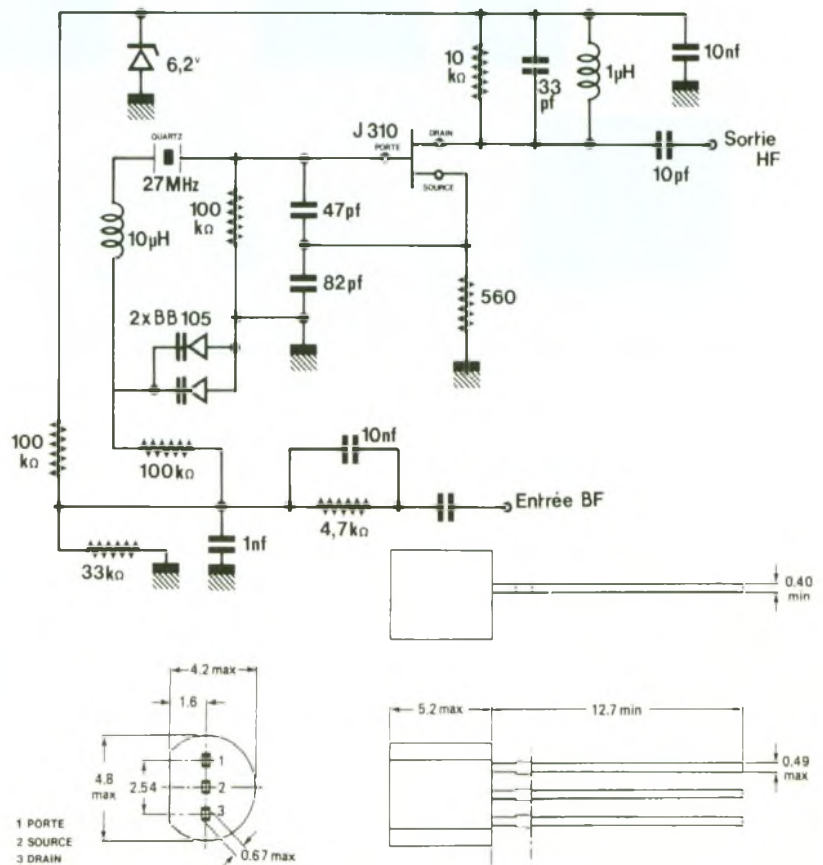 6,2v
10
kΩ
33
pf
1µH
10nf
J 310
DRAIN
PORTE
SOURCE
Sortie
HF
10pf
QUARTZ
27MHz
100
kΩ
47pf
10µH
82pf
560
2xBB 105
100
kΩ
100kΩ
10nf
Entrée BF
4,7kΩ
1nf
33kΩ
0.40
min
4.2 max
1.6
5.2 max
12.7 min
4.8
max
2.54
1
2
3
0.49
max
0.67 max
1 PORTE
2 SOURCE
3 DRAIN